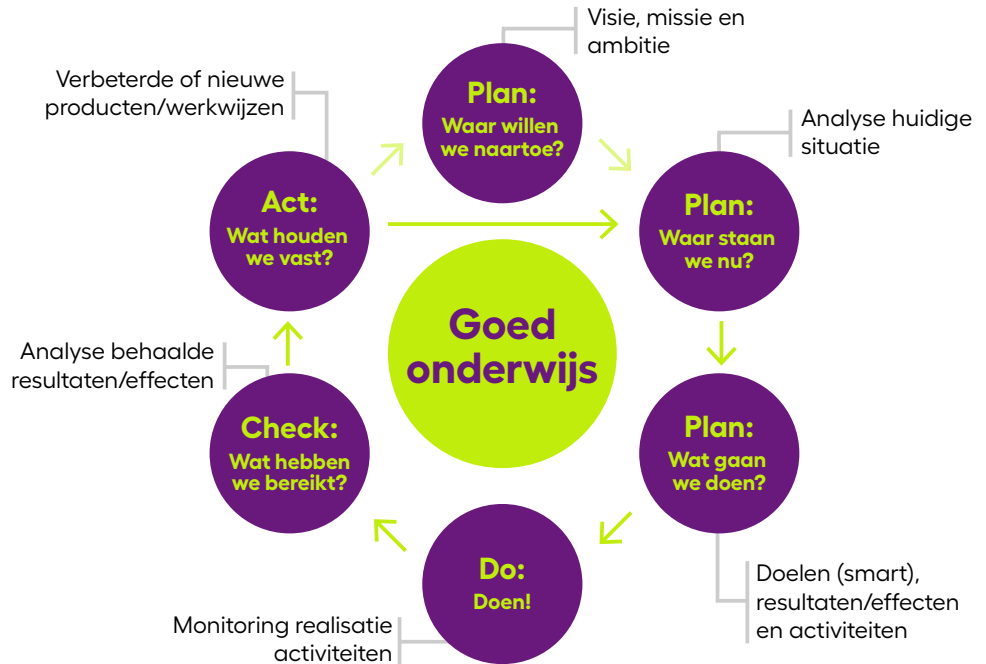 Visie, missie en
ambitie
Plan:
Waar willen
we naartoe?
Analyse huidige
situatie
Plan:
Waar staan
we nu?
Plan:
Wat gaan
we doen?
Doelen (smart),
resultaten/effecten
en activiteiten
Do:
Doen!
Monitoring realisatie
activiteiten
Check:
Wat hebben
we bereikt?
Analyse behaalde
resultaten/effecten
Act:
Wat houden
we vast?
Verbeterde of nieuwe
producten/werkwijzen
Goed
onderwijs